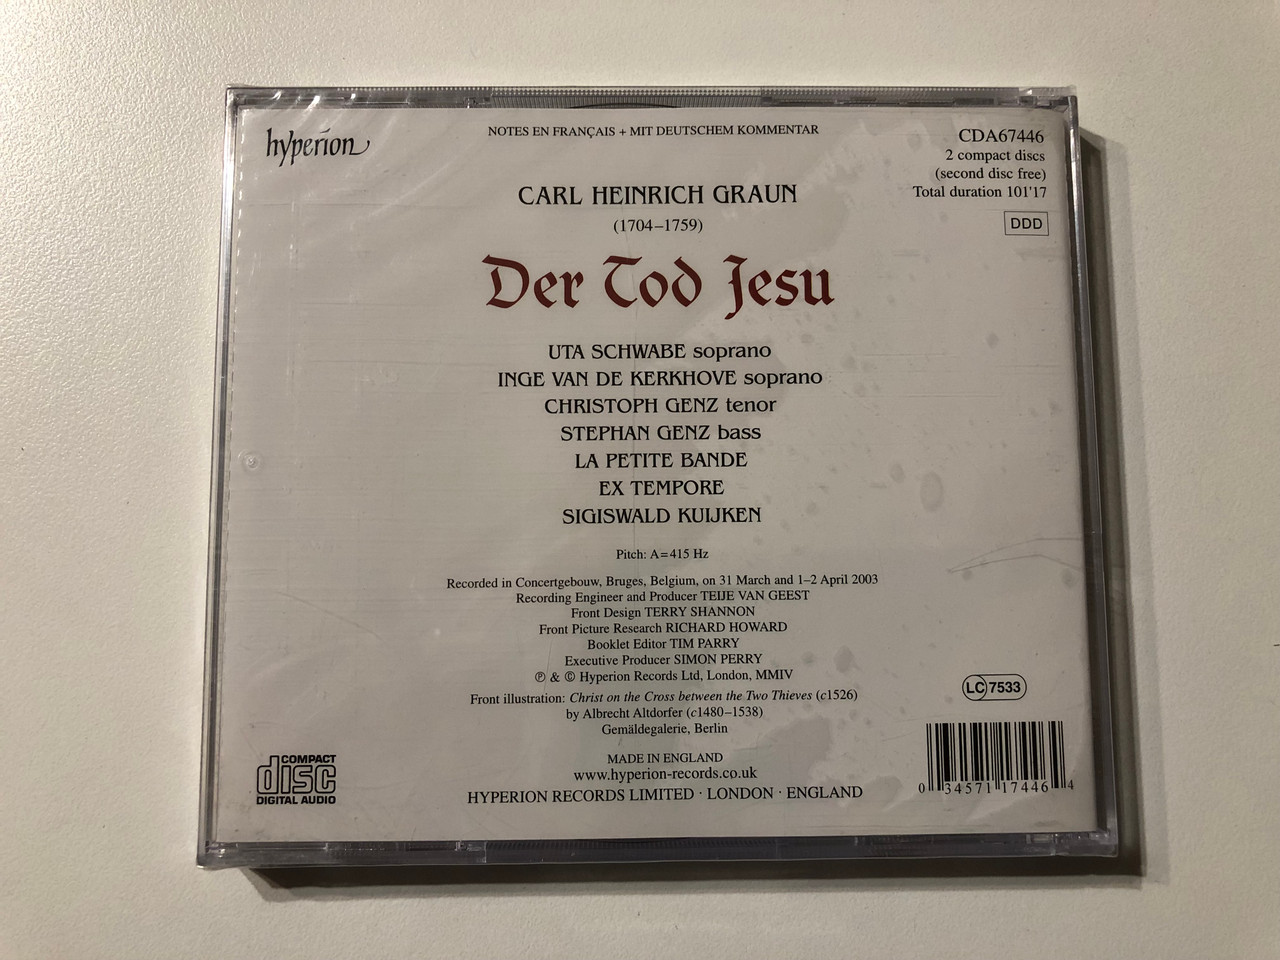 hyperion
NOTES EN FRANÇAIS + MIT DEUTSCHEM KOMMENTAR
CDA67446
2 compact discs
(second disc free)
Total duration 101'17
DDD
CARL HEINRICH GRAUN
(1704–1759)
Der Tod Jesu
UTA SCHWABE soprano
INGE VAN DE KERKHOVE soprano
CHRISTOPH GENZ tenor
STEPHAN GENZ bass
LA PETITE BANDE
EX TEMPORE
SIGISWALD KUIJKEN
Pitch: A=415 Hz
Recorded in Concertgebouw, Bruges, Belgium, on 31 March and 1–2 April 2003
Recording Engineer and Producer TEIJE VAN GEEST
Front Design TERRY SHANNON
Front Picture Research RICHARD HOWARD
Booklet Editor TIM PARRY
Executive Producer SIMON PERRY
℗ & © Hyperion Records Ltd, London, MMIV
Front illustration: Christ on the Cross between the Two Thieves (c1526)
by Albrecht Altdorfer (c1480–1538)
Gemäldegalerie, Berlin
LC 7533
MADE IN ENGLAND
www.hyperion-records.co.uk
HYPERION RECORDS LIMITED · LONDON · ENGLAND
COMPACT
disc
DIGITAL AUDIO
0 34571 17446 4